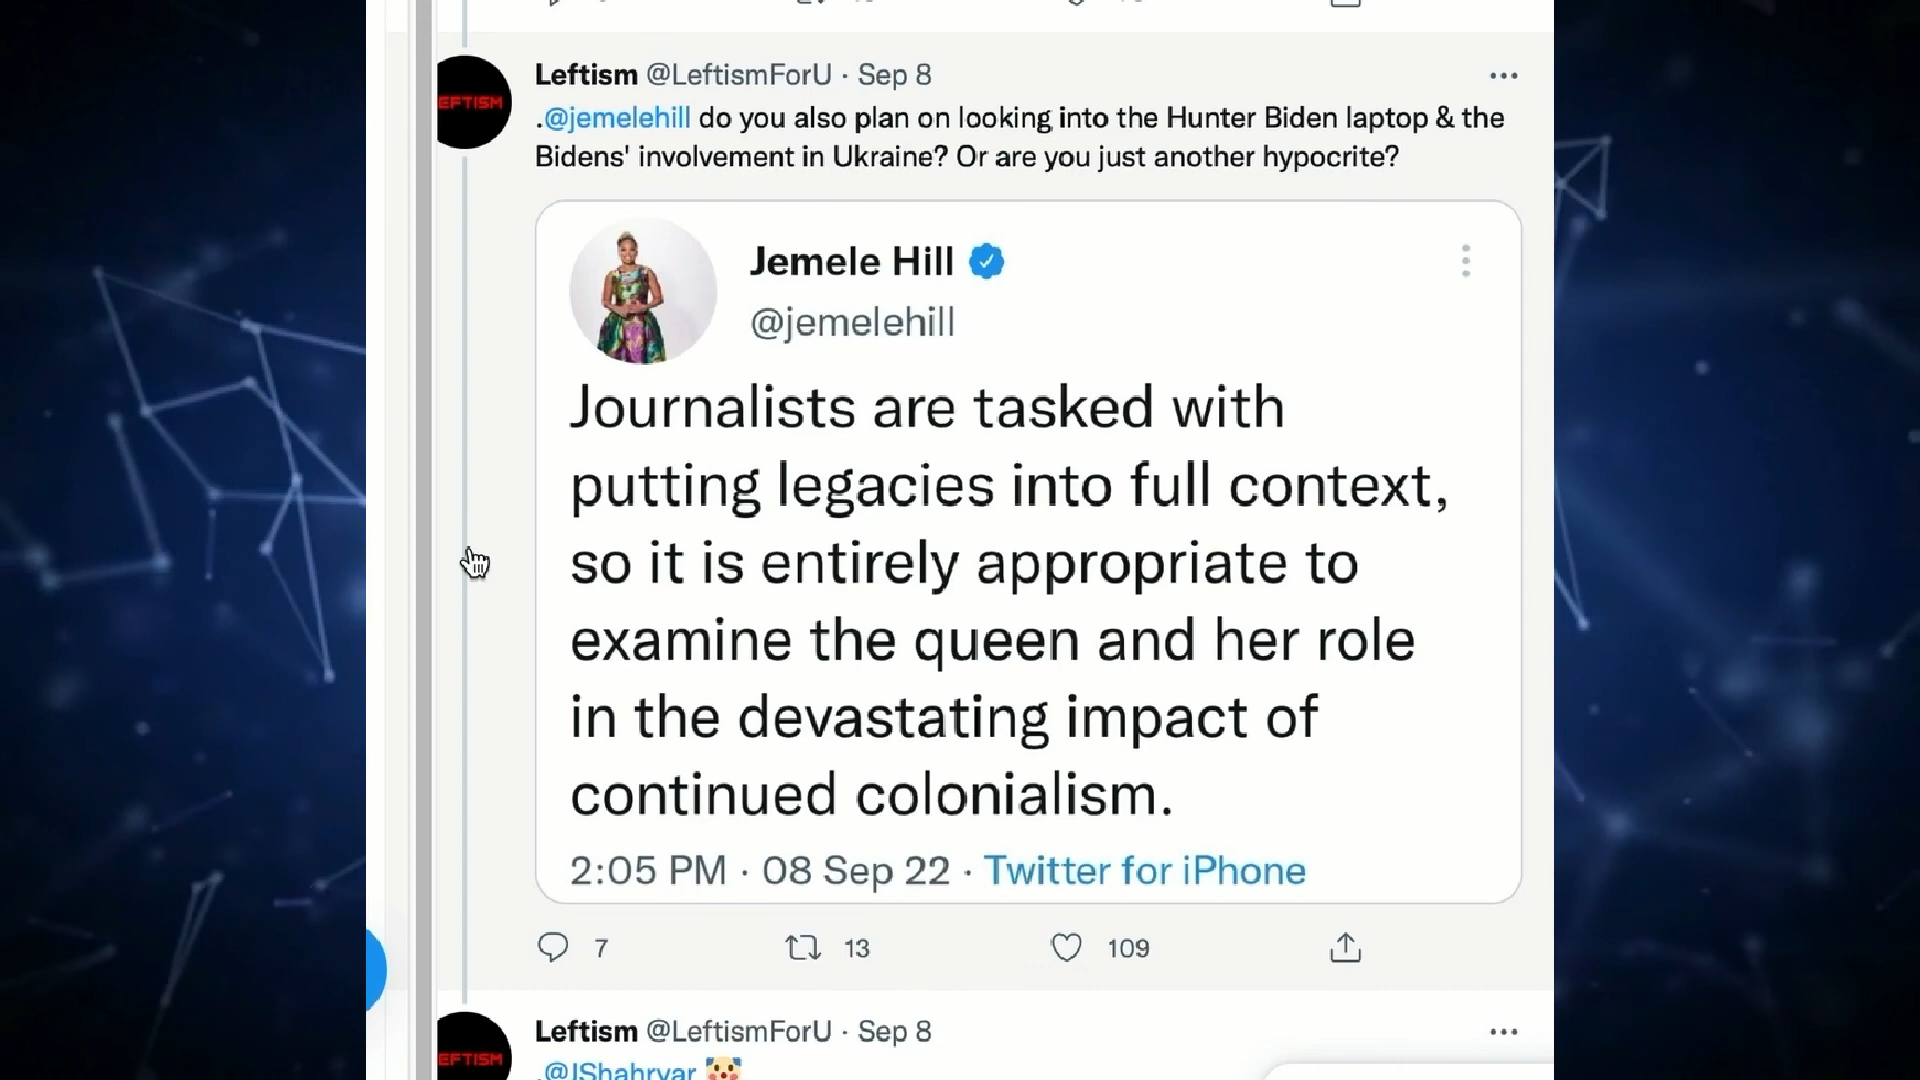 Leftism @LeftismForU · Sep 8
.@jemelehill do you also plan on looking into the Hunter Biden laptop & the
Bidens' involvement in Ukraine? Or are you just another hypocrite?
EFTISM
Jemele Hill
@jemelehill
Journalists are tasked with
putting legacies into full context,
so it is entirely appropriate to
examine the queen and her role
in the devastating impact of
continued colonialism.
2:05 PM · 08 Sep 22 · Twitter for iPhone
7 13 109
Leftism @LeftismForU · Sep 8
EFTISM
.@JShahryar 🤡